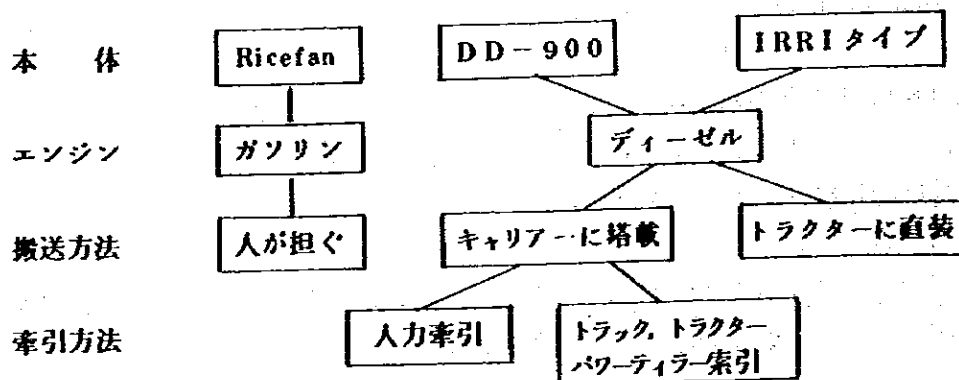 本体 Ricefan DD-900 IRRIタイプ
エンジン ガソリン ディーゼル
搬送方法 人が担ぐ キャリアーに塔載 トラクターに直装
牽引方法 人力牽引 トラック,トラクター
パワーティラー索引